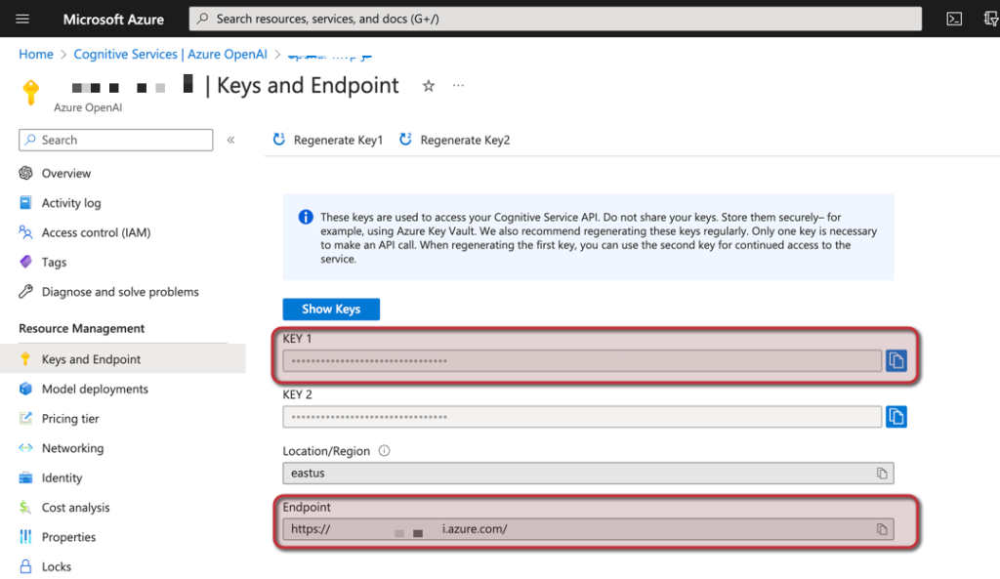 Microsoft Azure
Search resources, services, and docs (G+/)
Home > Cognitive Services | Azure OpenAI >
| Keys and Endpoint
Azure OpenAI
Search
Regenerate Key1 Regenerate Key2
Overview
Activity log
Access control (IAM)
Tags
Diagnose and solve problems
Resource Management
Keys and Endpoint
Model deployments
Pricing tier
Networking
Identity
Cost analysis
Properties
Locks
These keys are used to access your Cognitive Service API. Do not share your keys. Store them securely– for
example, using Azure Key Vault. We also recommend regenerating these keys regularly. Only one key is necessary
to make an API call. When regenerating the first key, you can use the second key for continued access to the
service.
Show Keys
KEY 1
KEY 2
Location/Region
eastus
Endpoint
https:// i.azure.com/